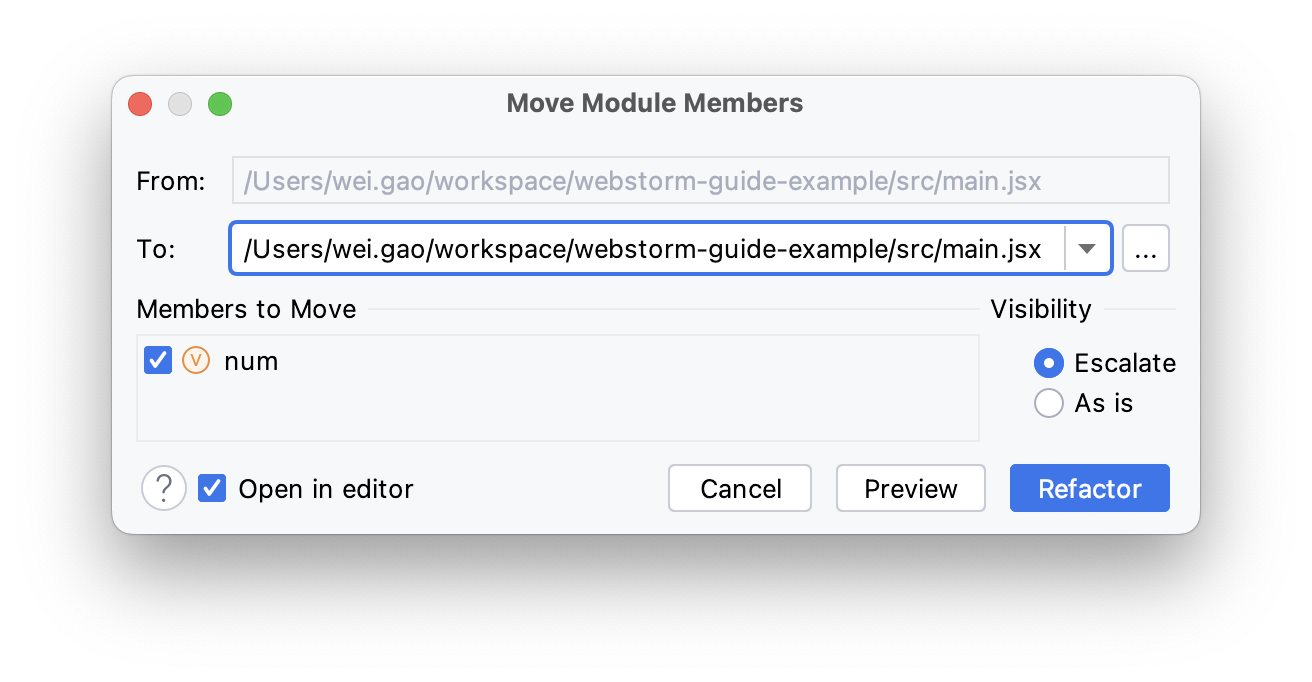 Move Module Members
From: /Users/wei.gao/workspace/webstorm-guide-example/src/main.jsx
To: /Users/wei.gao/workspace/webstorm-guide-example/src/main.jsx ...
Members to Move Visibility
V num Escalate
As is
? Open in editor Cancel Preview Refactor